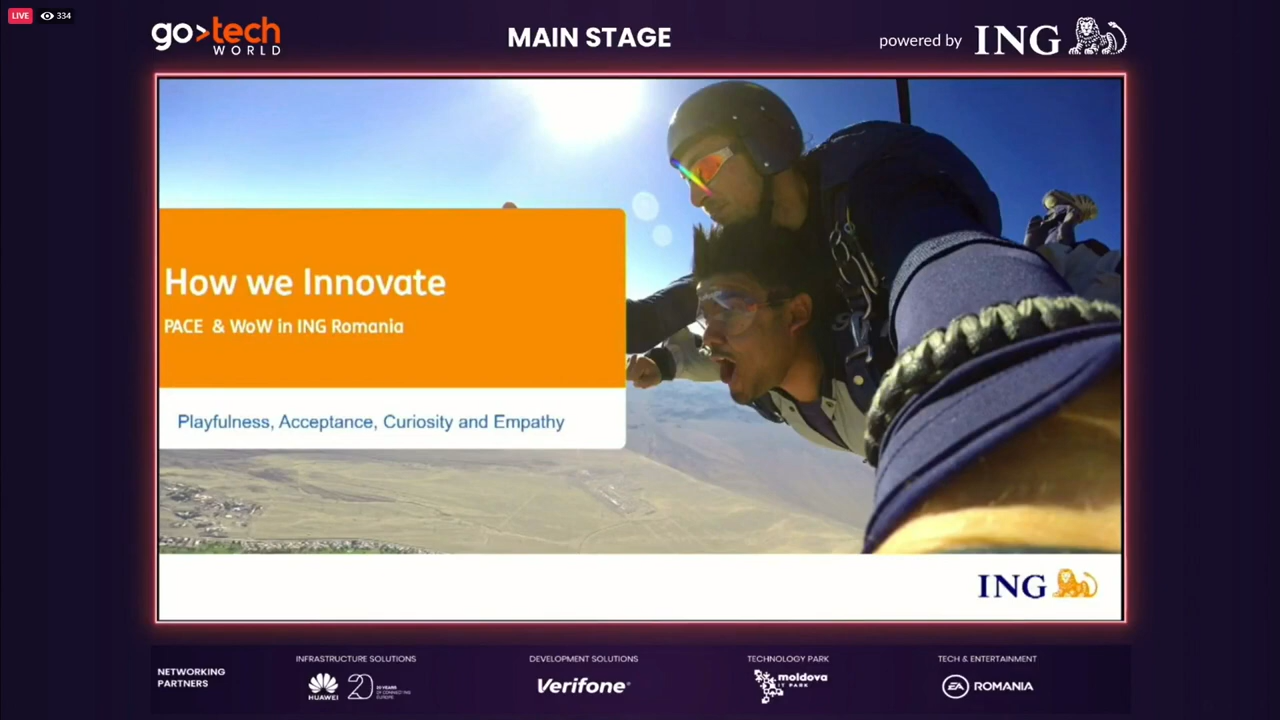 LIVE
334
go>tech
WORLD
MAIN STAGE
powered by ING
How we Innovate
PACE & WoW in ING Romania
Playfulness, Acceptance, Curiosity and Empathy
ING
NETWORKING
PARTNERS
INFRASTRUCTURE SOLUTIONS
HUAWEI
20
DEVELOPMENT SOLUTIONS
Verifone
TECHNOLOGY PARK
moldova
IT PARK
TECH & ENTERTAINMENT
EA ROMANIA